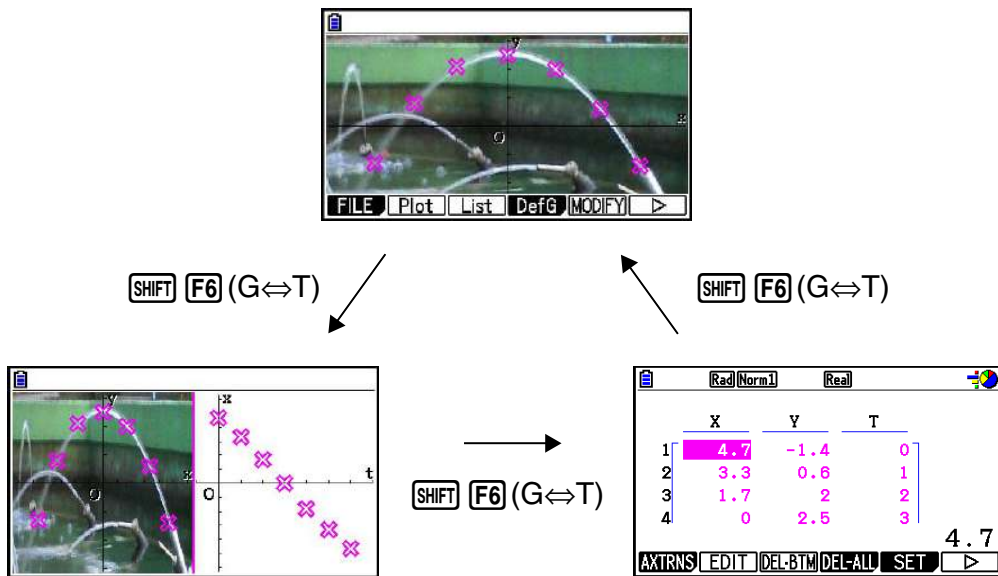 y
x
O
FILE Plot List DefG MODIFY ▷
SHIFT F6 (G⇔T)
SHIFT F6 (G⇔T)
y
x
O
x
t
O
SHIFT F6 (G⇔T)
Rad Norm1 Real
X Y T
1 4.7 -1.4 0
2 3.3 0.6 1
3 1.7 2 2
4 0 2.5 3
4.7
AXTRNS EDIT DEL-BTM DEL-ALL SET ▷